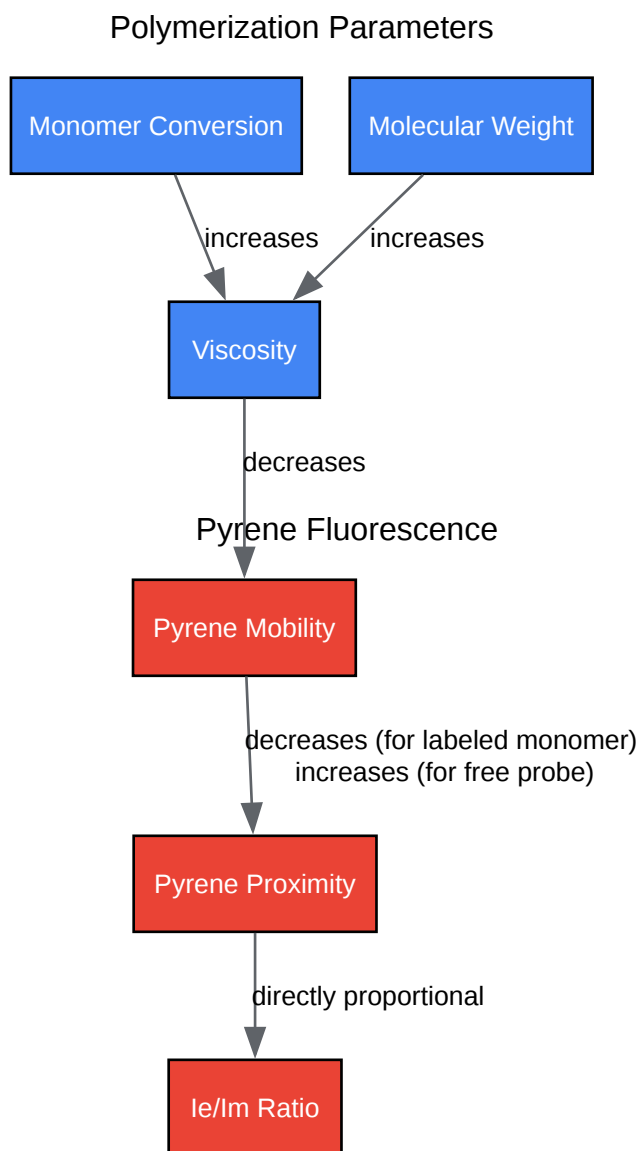 Polymerization Parameters
Monomer Conversion
Molecular Weight
increases
increases
Viscosity
decreases
Pyrene Fluorescence
Pyrene Mobility
decreases (for labeled monomer)
increases (for free probe)
Pyrene Proximity
directly proportional
Ie/Im Ratio